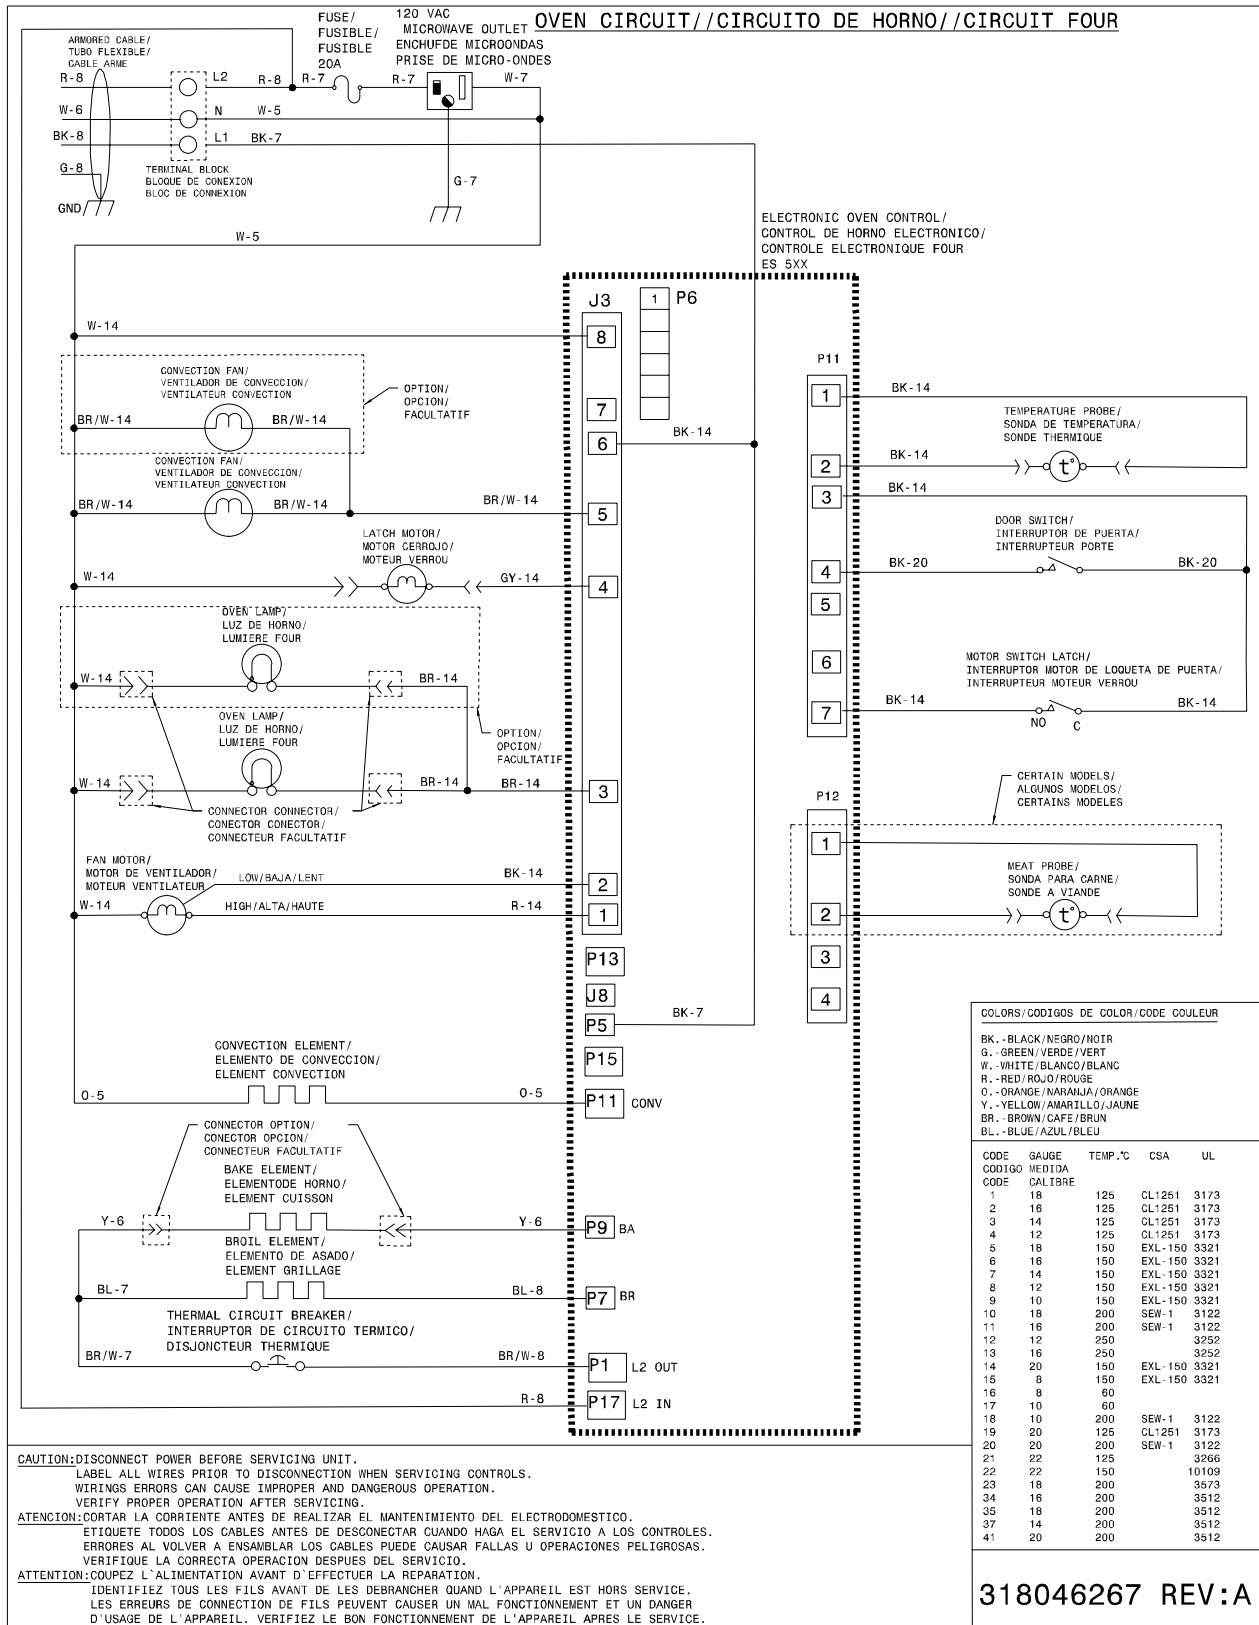 OVEN CIRCUIT//CIRCUITO DE HORNO//CIRCUIT FOUR
FUSE/
FUSIBLE/
FUSIBLE
20A
120 VAC
MICROWAVE OUTLET
ENCHUFDE MICROONDAS
PRISE DE MICRO-ONDES
ARMORED CABLE/
TUBO FLEXIBLE/
CABLE ARME
R-8
L2
R-8
R-7
R-7
W-7
W-6
N
W-5
BK-8
L1
BK-7
G-8
TERMINAL BLOCK
BLOQUE DE CONEXION
BLOC DE CONNEXION
GND
G-7
W-5
ELECTRONIC OVEN CONTROL/
CONTROL DE HORNO ELECTRONICO/
CONTROLE ELECTRONIQUE FOUR
ES 5XX
J3
1
P6
W-14
8
CONVECTION FAN/
VENTILADOR DE CONVECCION/
VENTILATEUR CONVECTION
OPTION/
OPCION/
FACULTATIF
7
BR/W-14
BR/W-14
6
BK-14
CONVECTION FAN/
VENTILADOR DE CONVECCION/
VENTILATEUR CONVECTION
BR/W-14
BR/W-14
BR/W-14
5
LATCH MOTOR/
MOTOR CERROJO/
MOTEUR VERROU
W-14
GY-14
4
OVEN LAMP/
LUZ DE HORNO/
LUMIERE FOUR
W-14
BR-14
OVEN LAMP/
LUZ DE HORNO/
LUMIERE FOUR
OPTION/
OPCION/
FACULTATIF
W-14
BR-14
BR-14
3
CONNECTOR CONNECTOR/
CONECTOR CONECTOR/
CONNECTEUR FACULTATIF
FAN MOTOR/
MOTOR DE VENTILADOR/
MOTEUR VENTILATEUR
LOW/BAJA/LENT
BK-14
2
W-14
HIGH/ALTA/HAUTE
R-14
1
P13
J8
P5
BK-7
P15
CONVECTION ELEMENT/
ELEMENTO DE CONVECCION/
ELEMENT CONVECTION
O-5
O-5
P11
CONV
CONNECTOR OPTION/
CONECTOR OPCION/
CONNECTEUR FACULTATIF
BAKE ELEMENT/
ELEMENTODE HORNO/
ELEMENT CUISSON
Y-6
Y-6
P9
BA
BROIL ELEMENT/
ELEMENTO DE ASADO/
ELEMENT GRILLAGE
BL-7
BL-8
P7
BR
THERMAL CIRCUIT BREAKER/
INTERRUPTOR DE CIRCUITO TERMICO/
DISJONCTEUR THERMIQUE
BR/W-7
BR/W-8
P1
L2 OUT
R-8
P17
L2 IN
P11
1
BK-14
TEMPERATURE PROBE/
SONDA DE TEMPERATURA/
SONDE THERMIQUE
2
BK-14
t°
3
BK-14
DOOR SWITCH/
INTERRUPTOR DE PUERTA/
INTERRUPTEUR PORTE
4
BK-20
BK-20
5
6
MOTOR SWITCH LATCH/
INTERRUPTOR MOTOR DE LOQUETA DE PUERTA/
INTERRUPTEUR MOTEUR VERROU
7
BK-14
BK-14
NO
C
CERTAIN MODELS/
ALGUNOS MODELOS/
CERTAINS MODELES
P12
1
MEAT PROBE/
SONDA PARA CARNE/
SONDE A VIANDE
2
t°
3
4
COLORS/CODIGOS DE COLOR/CODE COULEUR
BK.-BLACK/NEGRO/NOIR
G.-GREEN/VERDE/VERT
W.-WHITE/BLANCO/BLANC
R.-RED/ROJO/ROUGE
O.-ORANGE/NARANJA/ORANGE
Y.-YELLOW/AMARILLO/JAUNE
BR.-BROWN/CAFE/BRUN
BL.-BLUE/AZUL/BLEU
CODE GAUGE TEMP.°C CSA UL
CODIGO MEDIDA
CODE CALIBRE
1 18 125 CL1251 3173
2 16 125 CL1251 3173
3 14 125 CL1251 3173
4 12 125 CL1251 3173
5 18 150 EXL-150 3321
6 16 150 EXL-150 3321
7 14 150 EXL-150 3321
8 12 150 EXL-150 3321
9 10 150 EXL-150 3321
10 18 200 SEW-1 3122
11 16 200 SEW-1 3122
12 12 250 3252
13 16 250 3252
14 20 150 EXL-150 3321
15 8 150 EXL-150 3321
16 8 60
17 10 60
18 10 200 SEW-1 3122
19 20 125 CL1251 3173
20 20 200 SEW-1 3122
21 22 125 3266
22 22 150 10109
23 18 200 3573
34 16 200 3512
35 18 200 3512
37 14 200 3512
41 20 200 3512
318046267 REV:A
CAUTION:DISCONNECT POWER BEFORE SERVICING UNIT.
LABEL ALL WIRES PRIOR TO DISCONNECTION WHEN SERVICING CONTROLS.
WIRINGS ERRORS CAN CAUSE IMPROPER AND DANGEROUS OPERATION.
VERIFY PROPER OPERATION AFTER SERVICING.
ATENCION:CORTAR LA CORRIENTE ANTES DE REALIZAR EL MANTENIMIENTO DEL ELECTRODOMESTICO.
ETIQUETE TODOS LOS CABLES ANTES DE DESCONECTAR CUANDO HAGA EL SERVICIO A LOS CONTROLES.
ERRORES AL VOLVER A ENSAMBLAR LOS CABLES PUEDE CAUSAR FALLAS U OPERACIONES PELIGROSAS.
VERIFIQUE LA CORRECTA OPERACION DESPUES DEL SERVICIO.
ATTENTION:COUPEZ L`ALIMENTATION AVANT D`EFFECTUER LA REPARATION.
IDENTIFIEZ TOUS LES FILS AVANT DE LES DEBRANCHER QUAND L'APPAREIL EST HORS SERVICE.
LES ERREURS DE CONNECTION DE FILS PEUVENT CAUSER UN MAL FONCTIONNEMENT ET UN DANGER
D'USAGE DE L'APPAREIL. VERIFIEZ LE BON FONCTIONNEMENT DE L'APPAREIL APRES LE SERVICE.